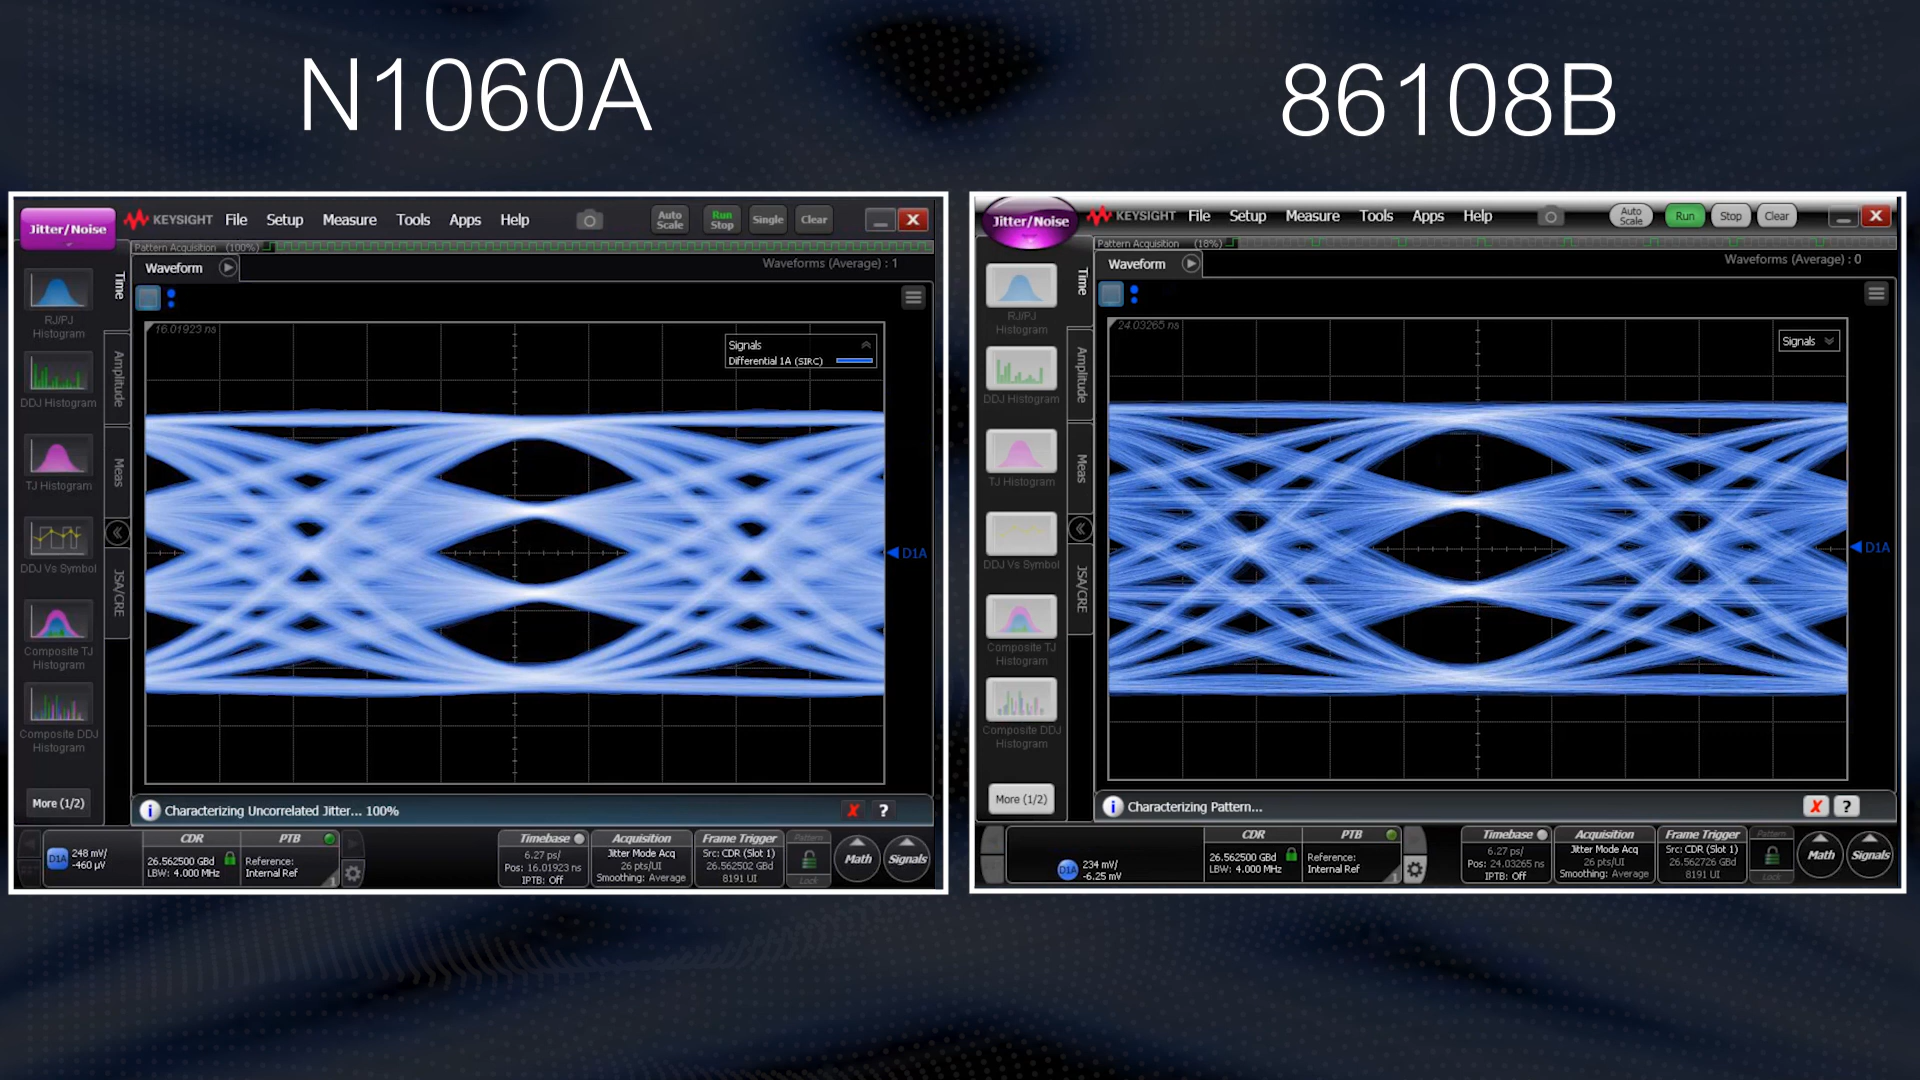 N1060A
86108B
Jitter/Noise
KEYSIGHT File Setup Measure Tools Apps Help
Auto Scale
Run Stop
Single
Clear
Pattern Acquisition (100%)
Waveform
Waveforms (Average) : 1
RJ/PJ
Histogram
DDJ Histogram
TJ Histogram
DDJ Vs Symbol
Composite TJ
Histogram
Composite DDJ
Histogram
More (1/2)
Time
Amplitude
Meas
JSA/CRE
16.01923 ns
Signals
Differential 1A (SIRC)
D1A
Characterizing Uncorrelated Jitter... 100%
?
D1A
248 mV/
-460 µV
CDR
26.562500 GBd
LBW: 4.000 MHz
PTB
Reference:
Internal Ref
1
Timebase
6.27 ps/
Pos: 16.01923 ns
IPTB: Off
Acquisition
Jitter Mode Acq
26 pts/UI
Smoothing: Average
Frame Trigger
Src: CDR (Slot 1)
26.562502 GBd
8191 UI
Pattern
Lock
Math
Signals
Jitter/Noise
KEYSIGHT File Setup Measure Tools Apps Help
Auto Scale
Run
Stop
Clear
Pattern Acquisition (18%)
Waveform
Waveforms (Average) : 0
RJ/PJ
Histogram
DDJ Histogram
TJ Histogram
DDJ Vs Symbol
Composite TJ
Histogram
Composite DDJ
Histogram
More (1/2)
Time
Amplitude
Meas
JSA/CRE
24.03265 ns
Signals
D1A
Characterizing Pattern...
?
D1A
234 mV/
-6.25 mV
CDR
26.562500 GBd
LBW: 4.000 MHz
PTB
Reference:
Internal Ref
1
Timebase
6.27 ps/
Pos: 24.03265 ns
IPTB: Off
Acquisition
Jitter Mode Acq
26 pts/UI
Smoothing: Average
Frame Trigger
Src: CDR (Slot 1)
26.562726 GBd
8191 UI
Pattern
Lock
Math
Signals